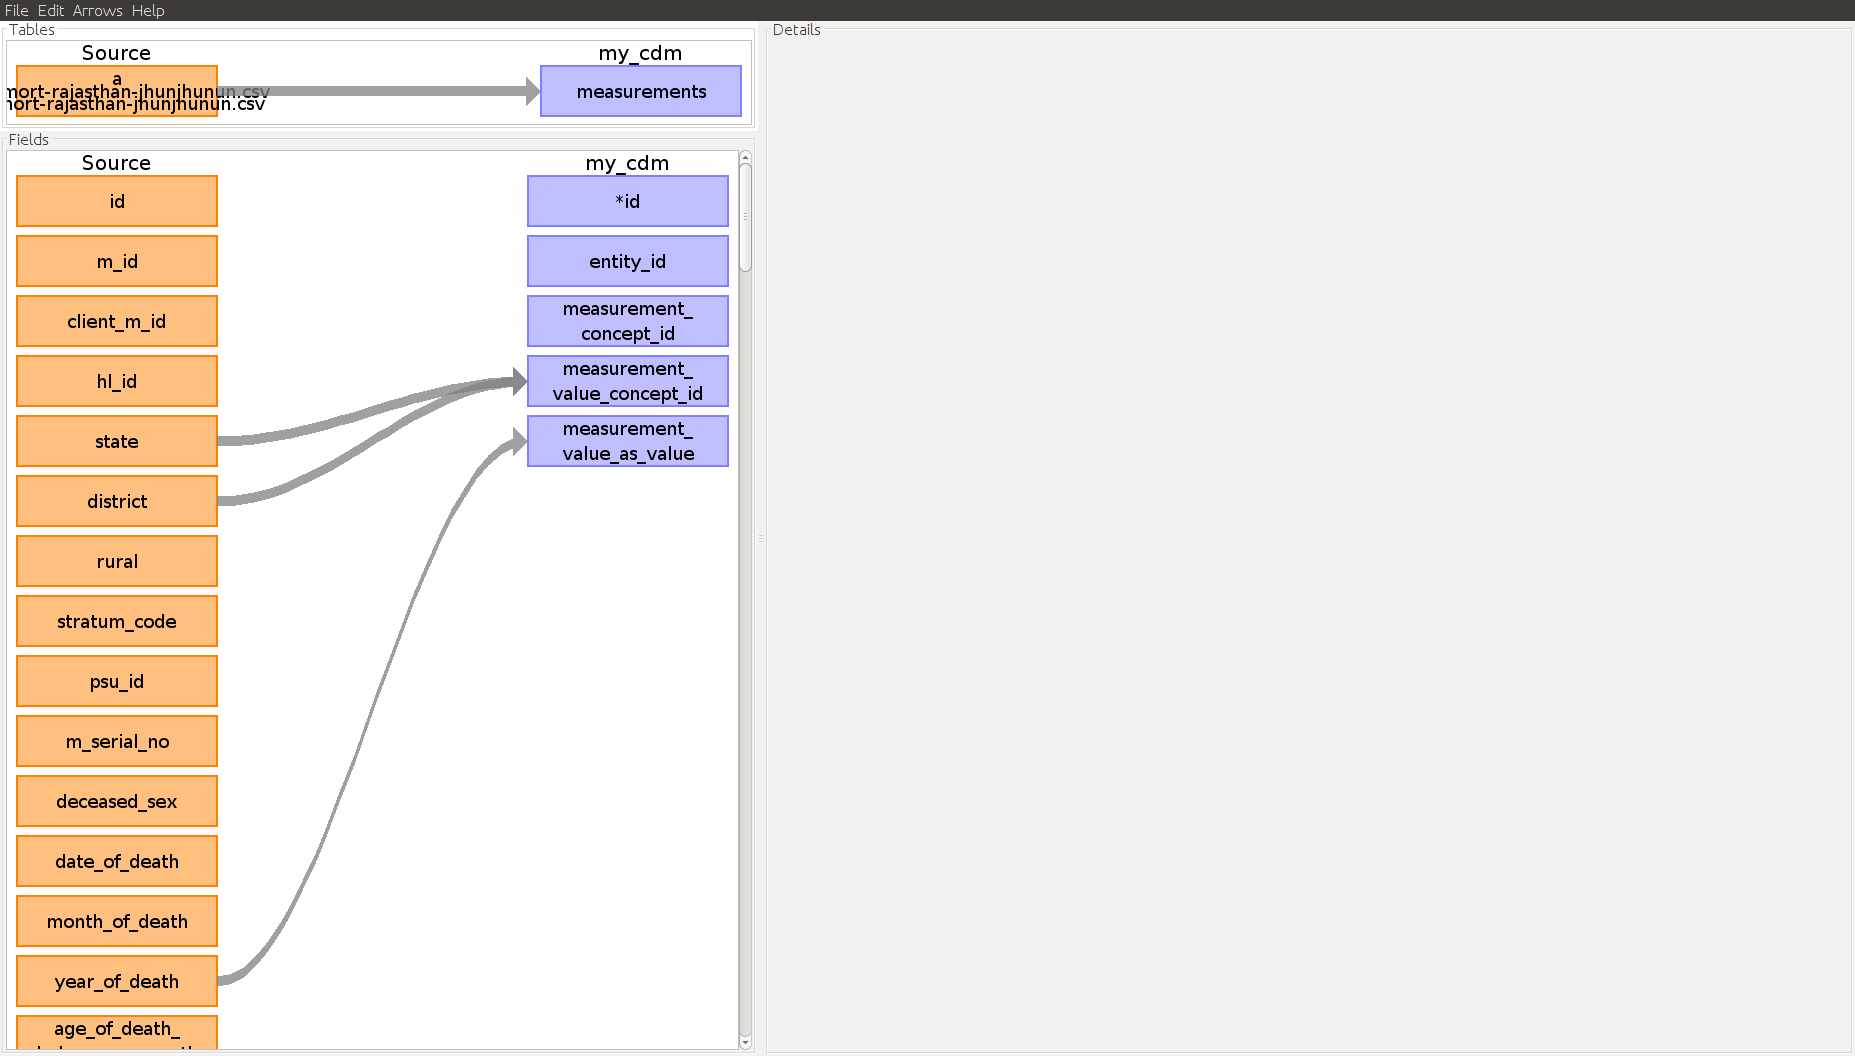 File Edit Arrows Help
Tables
Source my_cdm
a
mort-rajasthan-jhunjhunun.csv
mort-rajasthan-jhunjhunun.csv
measurements
Fields
Source my_cdm
id *id
m_id entity_id
client_m_id measurement_
concept_id
hl_id measurement_
value_concept_id
state measurement_
value_as_value
district
rural
stratum_code
psu_id
m_serial_no
deceased_sex
date_of_death
month_of_death
year_of_death
age_of_death_
Details